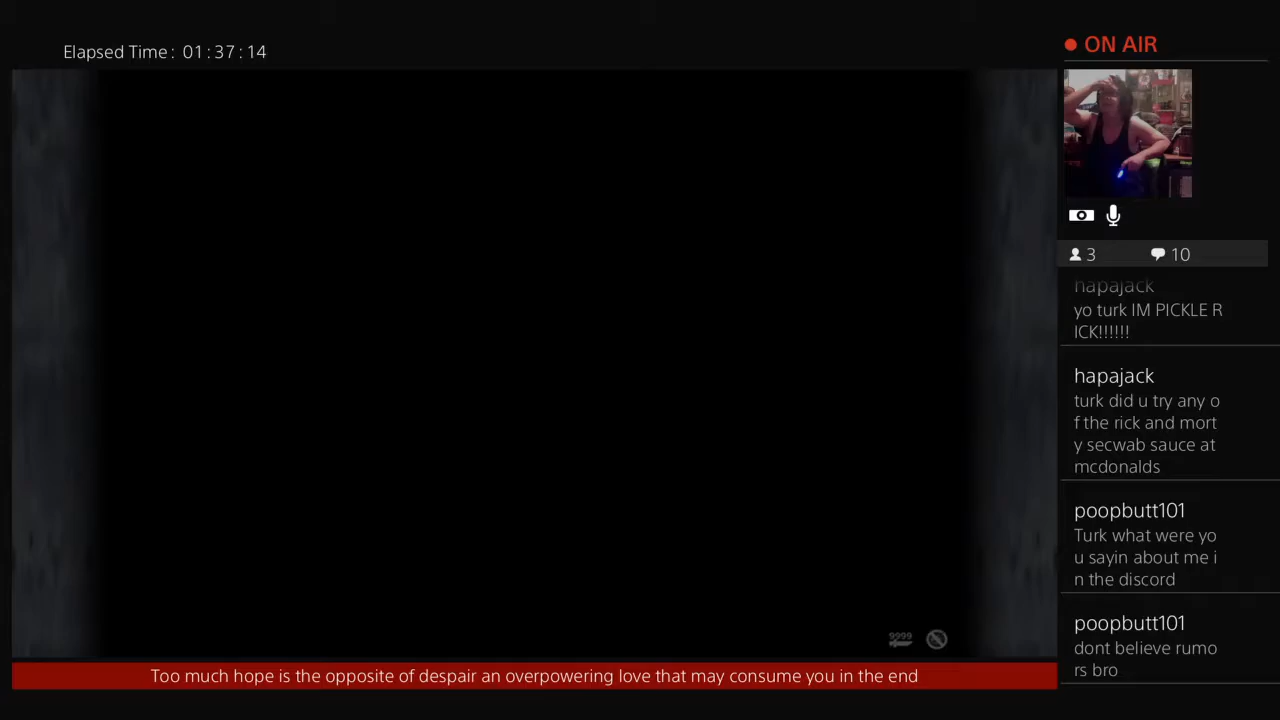 Elapsed Time: 01:37:14
ON AIR
3 10
hapajack
yo turk IM PICKLE R
ICK!!!!!!
hapajack
turk did u try any o
f the rick and mort
y secwab sauce at
mcdonalds
poopbutt101
Turk what were yo
u sayin about me i
n the discord
poopbutt101
dont believe rumo
rs bro
9999
Too much hope is the opposite of despair an overpowering love that may consume you in the end